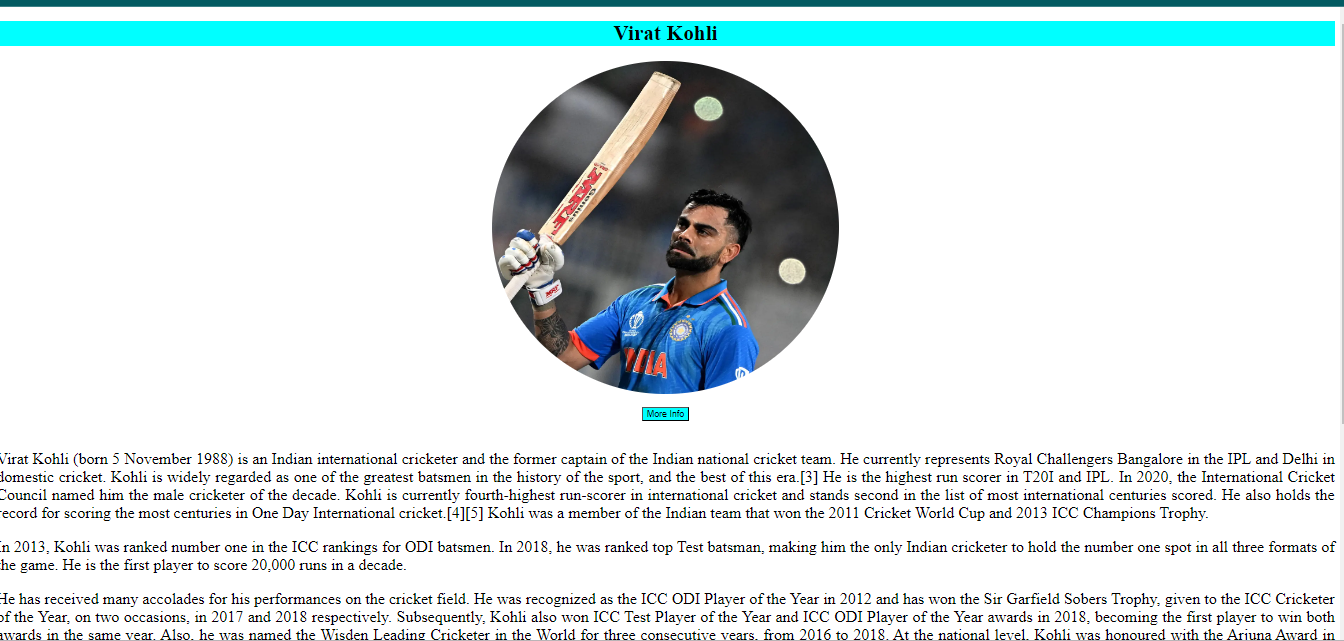 Virat Kohli
MRF
INDIA
More Info
Virat Kohli (born 5 November 1988) is an Indian international cricketer and the former captain of the Indian national cricket team. He currently represents Royal Challengers Bangalore in the IPL and Delhi in
domestic cricket. Kohli is widely regarded as one of the greatest batsmen in the history of the sport, and the best of this era.[3] He is the highest run scorer in T20I and IPL. In 2020, the International Cricket
Council named him the male cricketer of the decade. Kohli is currently fourth-highest run-scorer in international cricket and stands second in the list of most international centuries scored. He also holds the
record for scoring the most centuries in One Day International cricket.[4][5] Kohli was a member of the Indian team that won the 2011 Cricket World Cup and 2013 ICC Champions Trophy.
In 2013, Kohli was ranked number one in the ICC rankings for ODI batsmen. In 2018, he was ranked top Test batsman, making him the only Indian cricketer to hold the number one spot in all three formats of
the game. He is the first player to score 20,000 runs in a decade.
He has received many accolades for his performances on the cricket field. He was recognized as the ICC ODI Player of the Year in 2012 and has won the Sir Garfield Sobers Trophy, given to the ICC Cricketer
of the Year, on two occasions, in 2017 and 2018 respectively. Subsequently, Kohli also won ICC Test Player of the Year and ICC ODI Player of the Year awards in 2018, becoming the first player to win both
awards in the same year. Also, he was named the Wisden Leading Cricketer in the World for three consecutive years, from 2016 to 2018. At the national level, Kohli was honoured with the Arjuna Award in